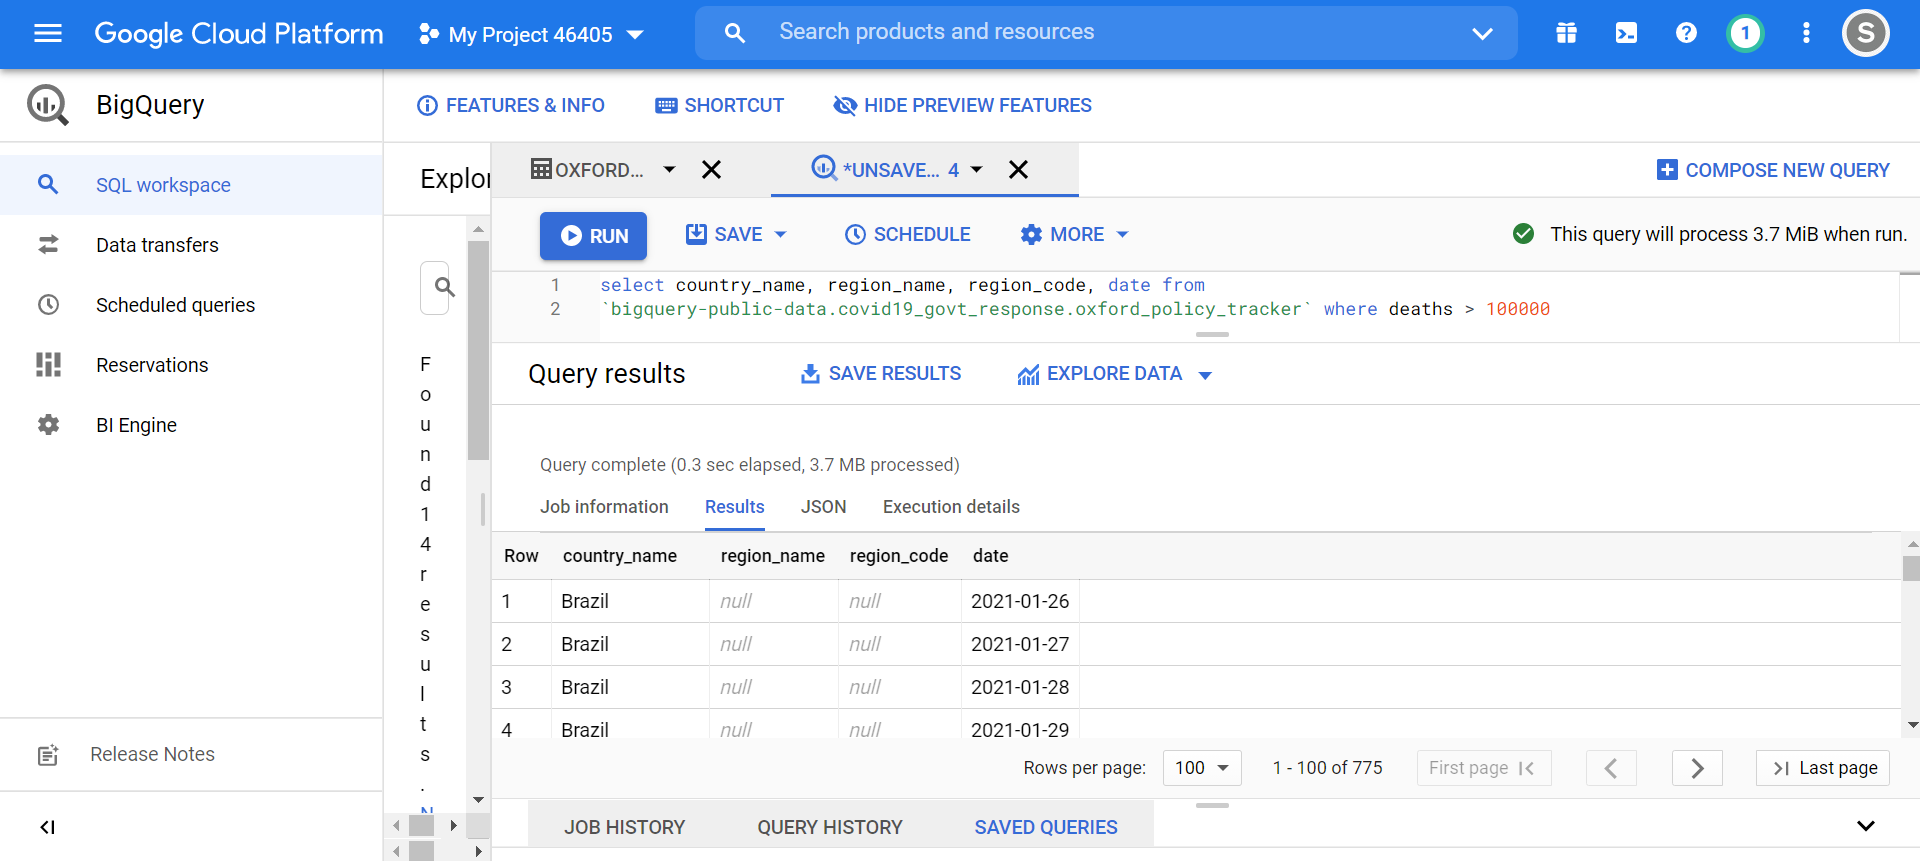 Google Cloud Platform My Project 46405 Search products and resources 1 S
BigQuery FEATURES & INFO SHORTCUT HIDE PREVIEW FEATURES
SQL workspace
Data transfers
Scheduled queries
Reservations
BI Engine
Release Notes
Explor
F
o
u
n
d
1
4
r
e
s
u
l
t
s
.
OXFORD... *UNSAVE... 4 COMPOSE NEW QUERY
RUN SAVE SCHEDULE MORE This query will process 3.7 MiB when run.
1 select country_name, region_name, region_code, date from
2 `bigquery-public-data.covid19_govt_response.oxford_policy_tracker` where deaths > 100000
Query results SAVE RESULTS EXPLORE DATA
Query complete (0.3 sec elapsed, 3.7 MB processed)
Job information Results JSON Execution details
Row country_name region_name region_code date
1 Brazil null null 2021-01-26
2 Brazil null null 2021-01-27
3 Brazil null null 2021-01-28
4 Brazil null null 2021-01-29
Rows per page: 100 1 - 100 of 775 First page Last page
JOB HISTORY QUERY HISTORY SAVED QUERIES